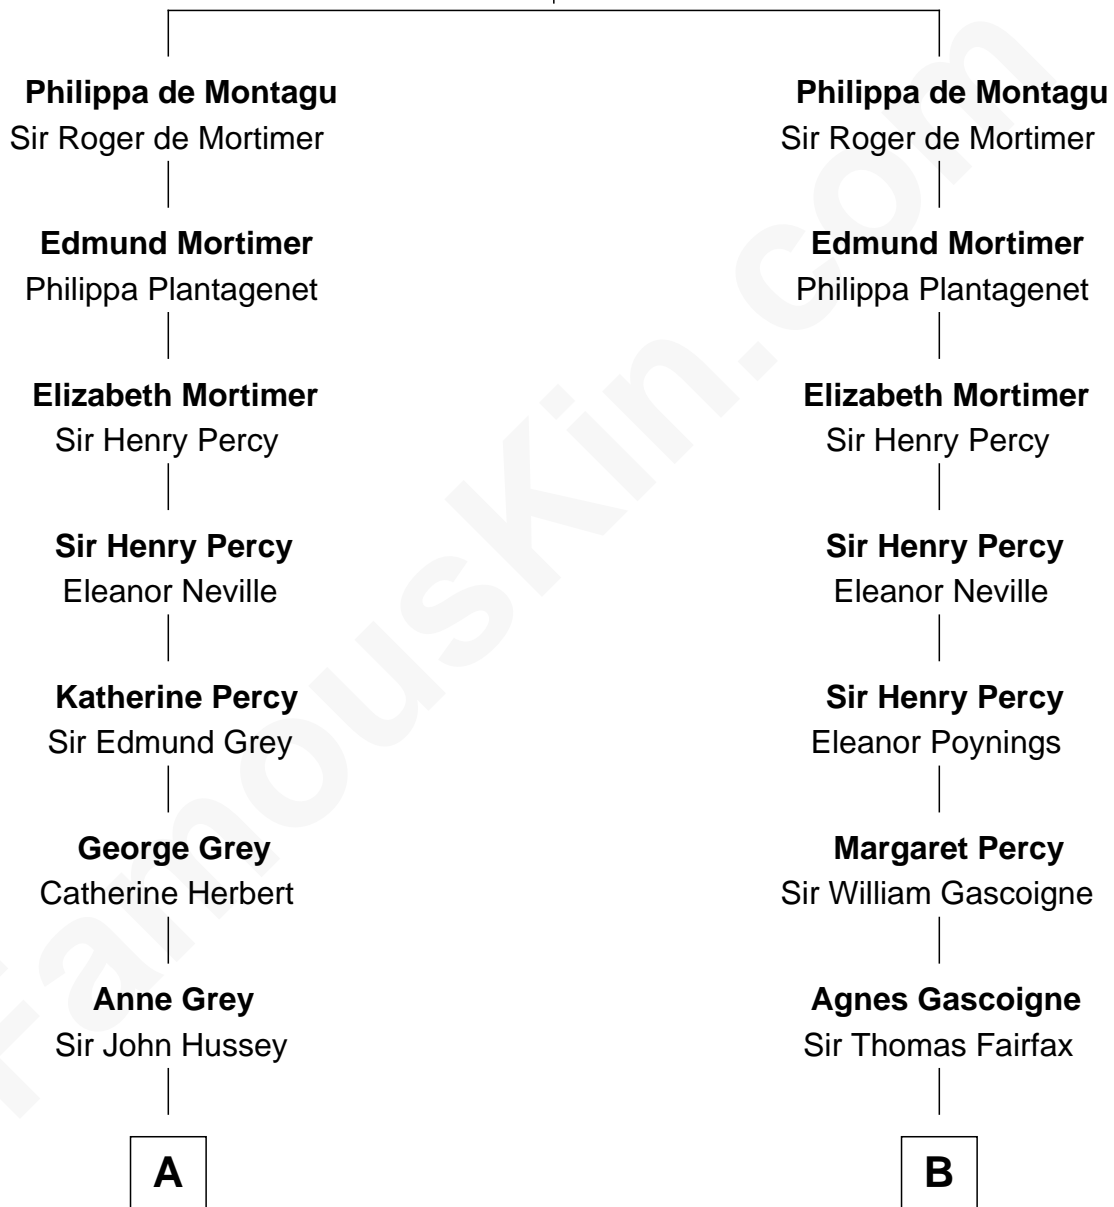 Philippa de Montagu
Sir Roger de Mortimer
Edmund Mortimer
Philippa Plantagenet
Elizabeth Mortimer
Sir Henry Percy
Sir Henry Percy
Eleanor Neville
Katherine Percy
Sir Edmund Grey
George Grey
Catherine Herbert
Anne Grey
Sir John Hussey
A
Philippa de Montagu
Sir Roger de Mortimer
Edmund Mortimer
Philippa Plantagenet
Elizabeth Mortimer
Sir Henry Percy
Sir Henry Percy
Eleanor Neville
Sir Henry Percy
Eleanor Poynings
Margaret Percy
Sir William Gascoigne
Agnes Gascoigne
Sir Thomas Fairfax
B
FamousKin.com